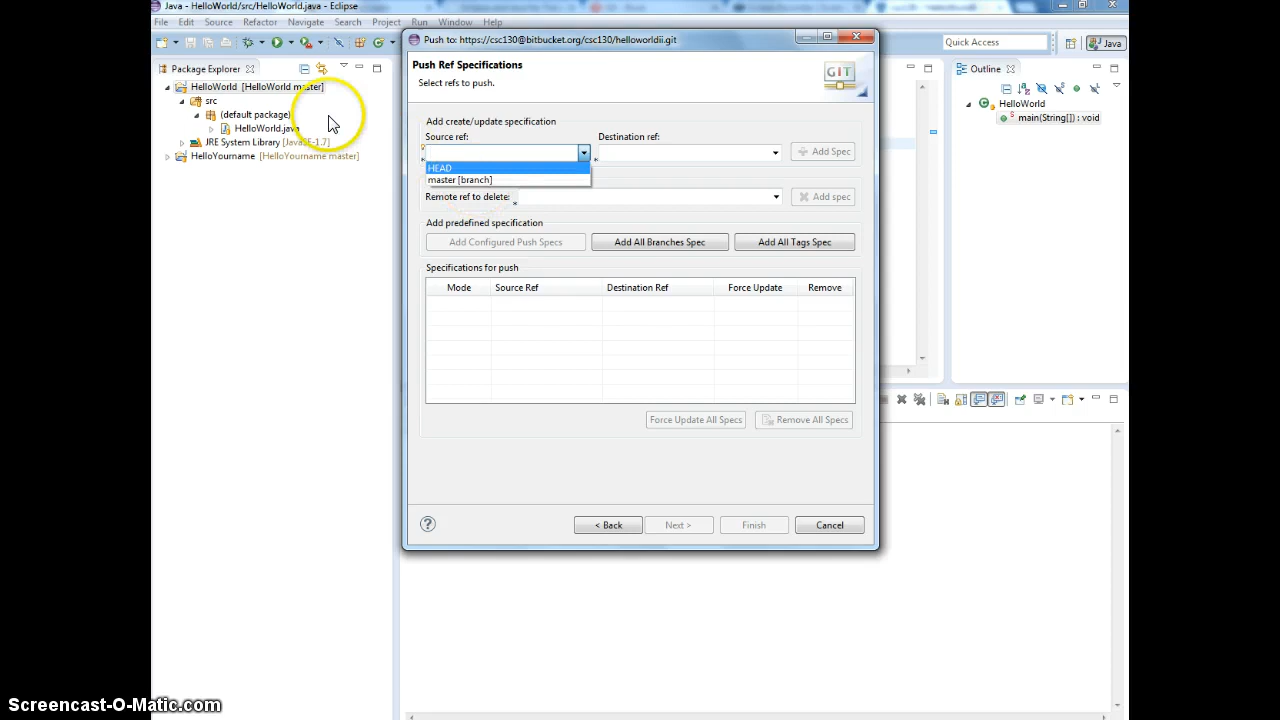 Java - HelloWorld/src/HelloWorld.java - Eclipse
File Edit Source Refactor Navigate Search Project Run Window Help
Quick Access
Java
Package Explorer
HelloWorld [HelloWorld master]
src
(default package)
HelloWorld.java
JRE System Library [JavaSE-1.7]
HelloYourname [HelloYourname master]
Push to: https://csc130@bitbucket.org/csc130/helloworldii.git
Push Ref Specifications
Select refs to push.
GIT
Add create/update specification
Source ref:
Destination ref:
Add Spec
HEAD
master [branch]
Remote ref to delete:
Add spec
Add predefined specification
Add Configured Push Specs
Add All Branches Spec
Add All Tags Spec
Specifications for push
Mode Source Ref Destination Ref Force Update Remove
Force Update All Specs
Remove All Specs
< Back
Next >
Finish
Cancel
Outline
HelloWorld
main(String[]) : void
Screencast-O-Matic.com